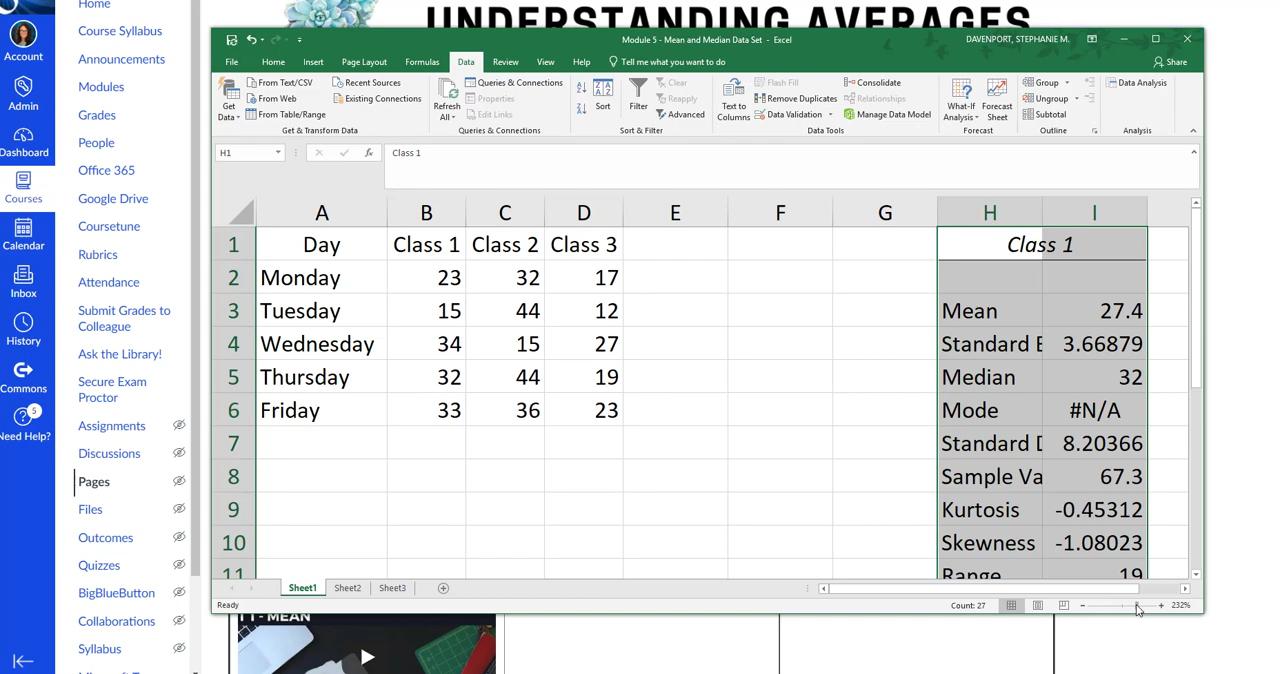 UNDERSTANDING AVERAGES
Account
Admin
Dashboard
Courses
Calendar
Inbox
History
Commons
5
Need Help?
Home
Course Syllabus
Announcements
Modules
Grades
People
Office 365
Google Drive
Coursetune
Rubrics
Attendance
Submit Grades to
Colleague
Ask the Library!
Secure Exam
Proctor
Assignments
Discussions
Pages
Files
Outcomes
Quizzes
BigBlueButton
Collaborations
Syllabus
Module 5 - Mean and Median Data Set - Excel
DAVENPORT, STEPHANIE M.
File Home Insert Page Layout Formulas Data Review View Help Tell me what you want to do Share
Get
Data
From Text/CSV
From Web
From Table/Range
Recent Sources
Existing Connections
Get & Transform Data
Refresh
All
Queries & Connections
Properties
Edit Links
Queries & Connections
Sort
Filter
Clear
Reapply
Advanced
Sort & Filter
Text to
Columns
Flash Fill
Remove Duplicates
Data Validation
Consolidate
Relationships
Manage Data Model
Data Tools
What-If
Analysis
Forecast
Sheet
Forecast
Group
Ungroup
Subtotal
Outline
Data Analysis
Analysis
H1 fx Class 1
A B C D E F G H I
1 Day Class 1 Class 2 Class 3 Class 1
2 Monday 23 32 17
3 Tuesday 15 44 12 Mean 27.4
4 Wednesday 34 15 27 Standard E 3.66879
5 Thursday 32 44 19 Median 32
6 Friday 33 36 23 Mode #N/A
7 Standard D 8.20366
8 Sample Va 67.3
9 Kurtosis -0.45312
10 Skewness -1.08023
11 Range 19
Sheet1 Sheet2 Sheet3
Ready Count: 27 232%
1 - MEAN